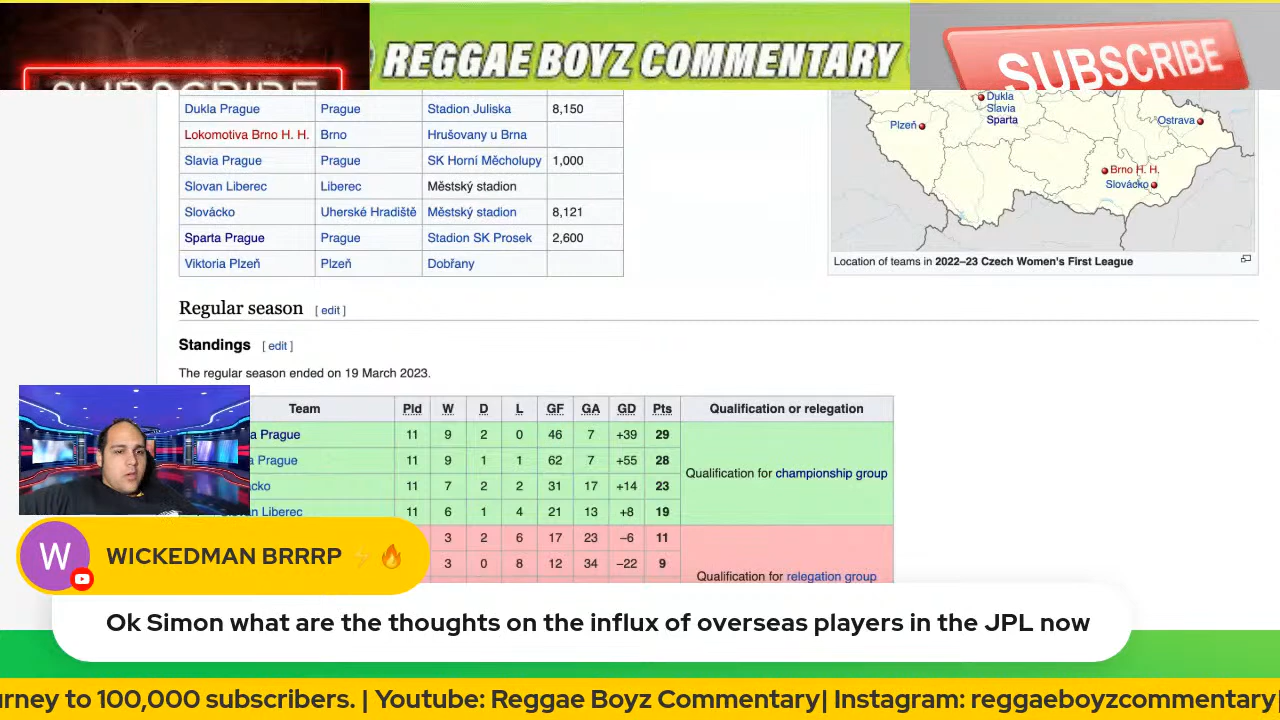 REGGAE BOYZ COMMENTARY
SUBSCRIBE
SUBSCRIBE
Dukla Prague Prague Stadion Juliska 8,150
Lokomotiva Brno H. H. Brno Hrušovany u Brna
Slavia Prague Prague SK Horní Měcholupy 1,000
Slovan Liberec Liberec Městský stadion
Slovácko Uherské Hradiště Městský stadion 8,121
Sparta Prague Prague Stadion SK Prosek 2,600
Viktoria Plzeň Plzeň Dobřany
Dukla
Slavia
Sparta
Plzeň
Ostrava
Brno H. H.
Slovácko
Location of teams in 2022–23 Czech Women's First League
Regular season [ edit ]
Standings [ edit ]
The regular season ended on 19 March 2023.
Team Pld W D L GF GA GD Pts Qualification or relegation
a Prague 11 9 2 0 46 7 +39 29
a Prague 11 9 1 1 62 7 +55 28
Qualification for championship group
cko 11 7 2 2 31 17 +14 23
an Liberec 11 6 1 4 21 13 +8 19
3 2 6 17 23 –6 11
3 0 8 12 34 –22 9
Qualification for relegation group
W
WICKEDMAN BRRRP ⚡🔥
Ok Simon what are the thoughts on the influx of overseas players in the JPL now
urney to 100,000 subscribers. | Youtube: Reggae Boyz Commentary| Instagram: reggaeboyzcommentary|